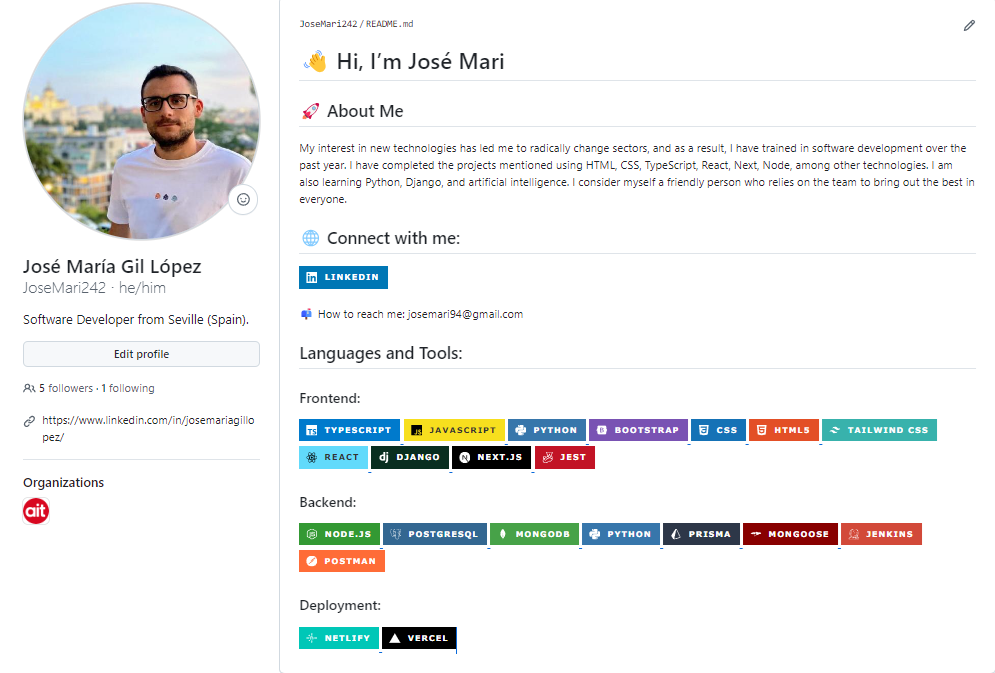 JoseMari242 / README.md
👋 Hi, I’m José Mari
🚀 About Me
My interest in new technologies has led me to radically change sectors, and as a result, I have trained in software development over the
past year. I have completed the projects mentioned using HTML, CSS, TypeScript, React, Next, Node, among other technologies. I am
also learning Python, Django, and artificial intelligence. I consider myself a friendly person who relies on the team to bring out the best in
everyone.
🌐 Connect with me:
LINKEDIN
📬 How to reach me: josemari94@gmail.com
Languages and Tools:
Frontend:
TYPESCRIPT JAVASCRIPT PYTHON BOOTSTRAP CSS HTML5 TAILWIND CSS
REACT DJANGO NEXT.JS JEST
Backend:
NODE.JS POSTGRESQL MONGODB PYTHON PRISMA MONGOOSE JENKINS
POSTMAN
Deployment:
NETLIFY VERCEL
José María Gil López
JoseMari242 · he/him
Software Developer from Seville (Spain).
Edit profile
5 followers · 1 following
https://www.linkedin.com/in/josemariagillo
pez/
Organizations
ait